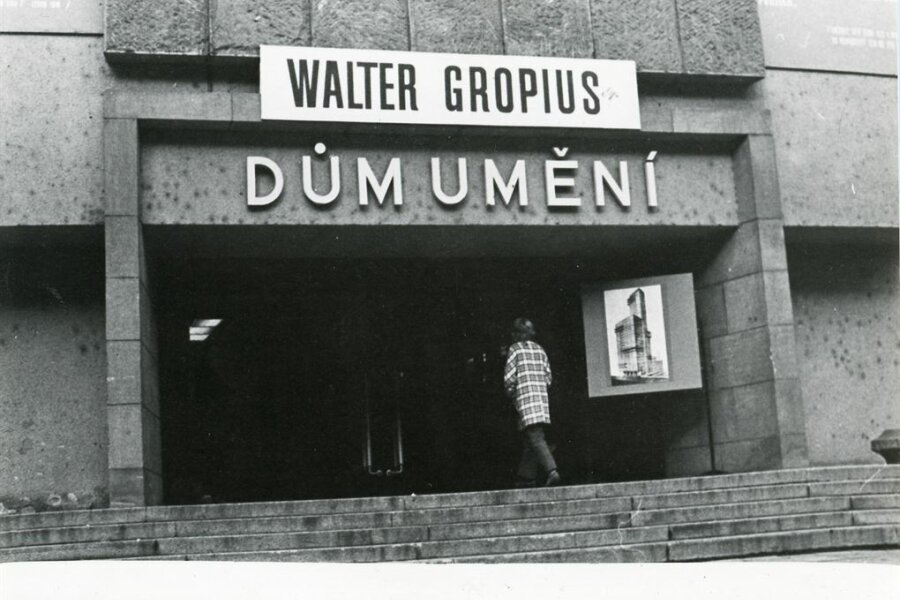 WALTER GROPIUS
DŮM UMĚNÍ